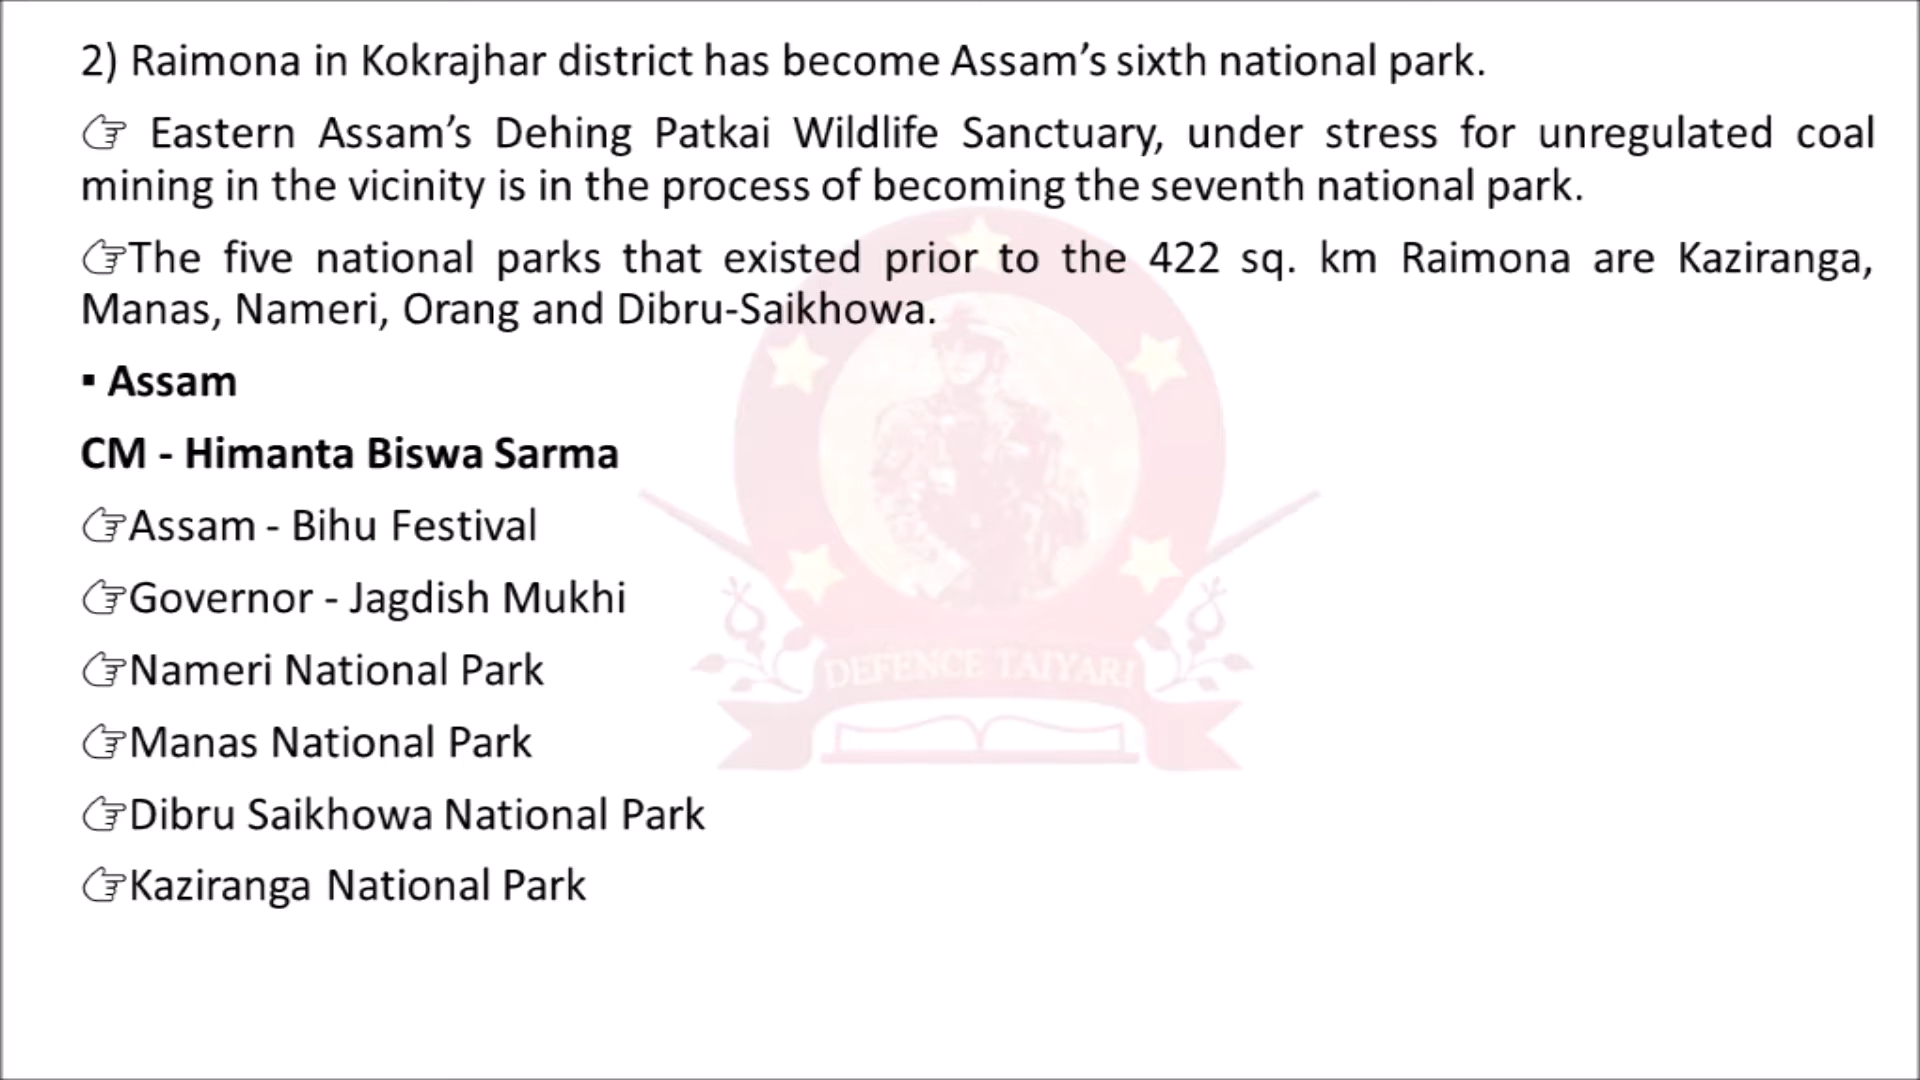 2) Raimona in Kokrajhar district has become Assam’s sixth national park.
☞ Eastern Assam’s Dehing Patkai Wildlife Sanctuary, under stress for unregulated coal
mining in the vicinity is in the process of becoming the seventh national park.
☞The five national parks that existed prior to the 422 sq. km Raimona are Kaziranga,
Manas, Nameri, Orang and Dibru-Saikhowa.
▪ Assam
CM - Himanta Biswa Sarma
☞Assam - Bihu Festival
☞Governor - Jagdish Mukhi
☞Nameri National Park
DEFENCE TAIYARI
☞Manas National Park
☞Dibru Saikhowa National Park
☞Kaziranga National Park